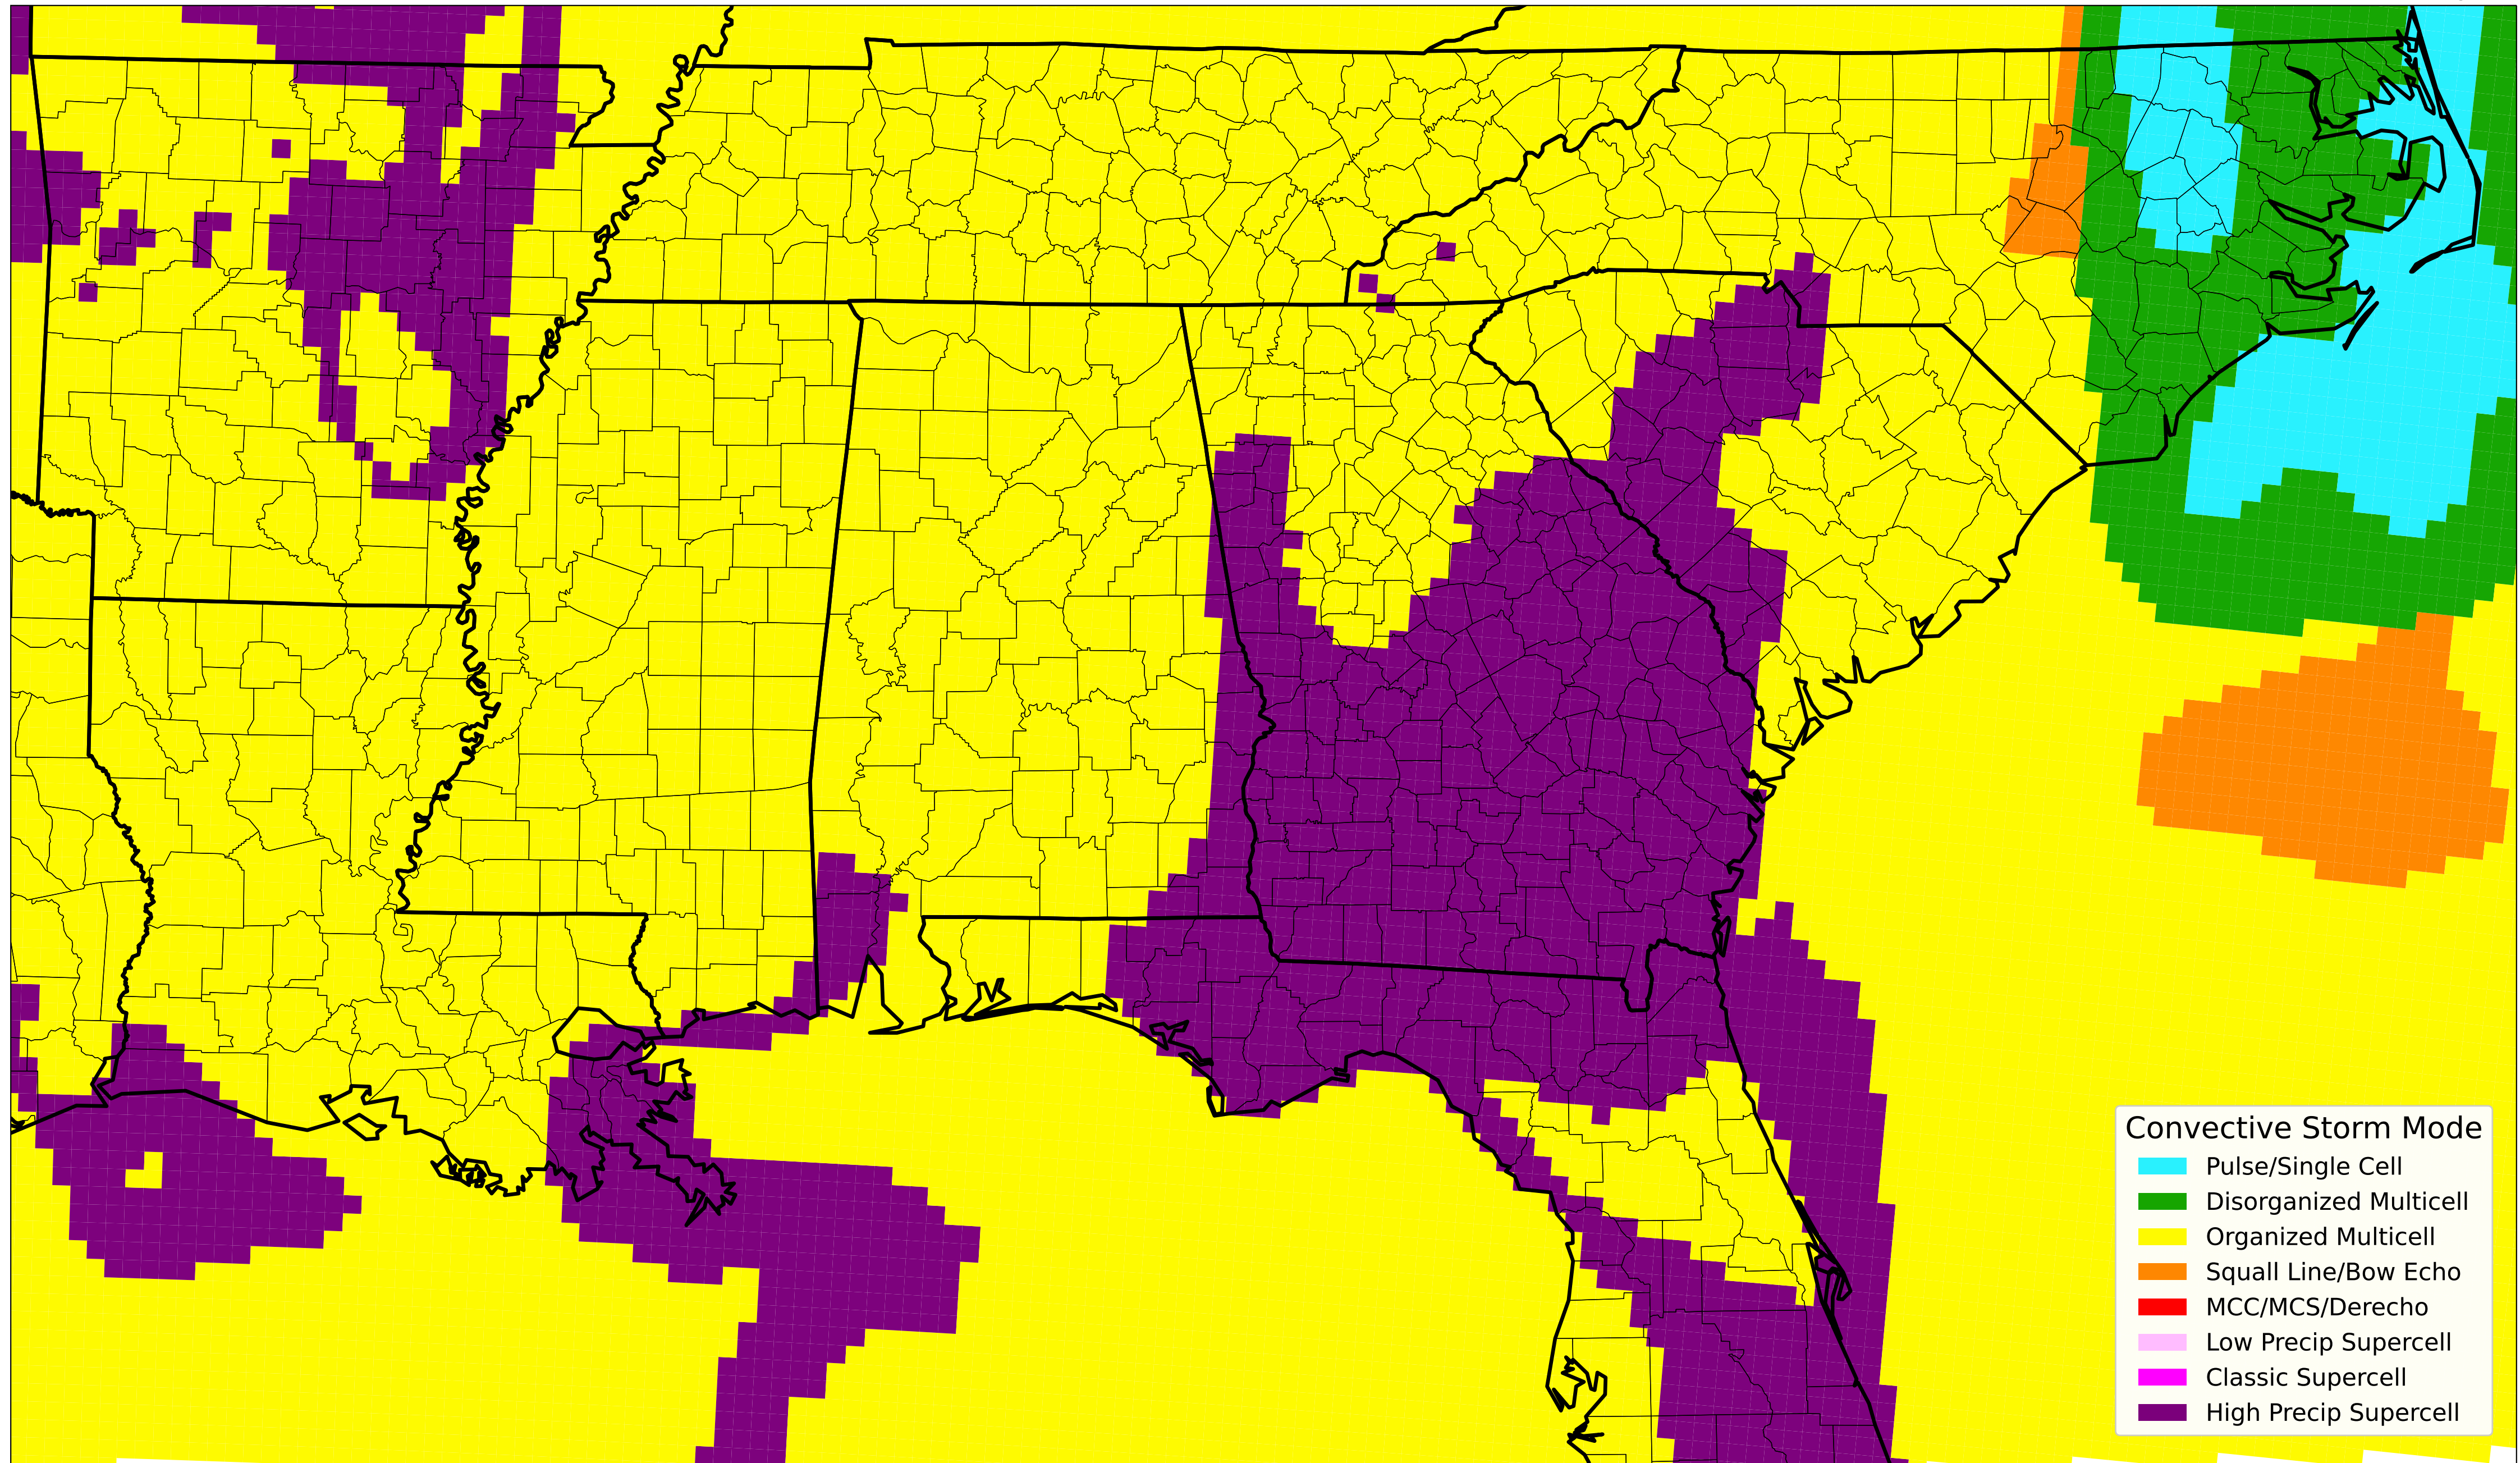 Convective Storm Mode
Pulse/Single Cell
Disorganized Multicell
Organized Multicell
Squall Line/Bow Echo
MCC/MCS/Derecho
Low Precip Supercell
Classic Supercell
High Precip Supercell